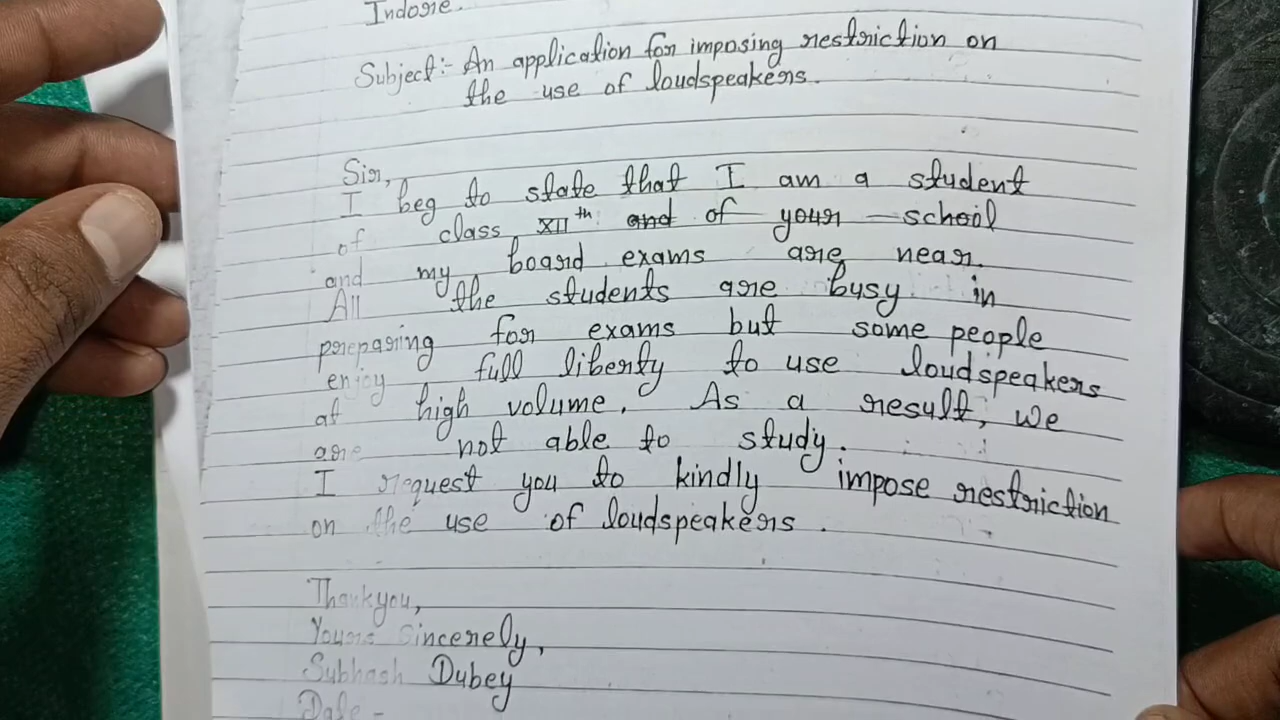 Indore.
Subject:- An application for imposing restriction on
the use of loudspeakers.
Sir,
I beg to state that I am a student
of class XIIth and of your school
and my board exams are near.
All the students are busy in
preparing for exams but some people
enjoy full liberty to use loudspeakers
at high volume. As a result, we
are not able to study.
I request you to kindly impose restriction
on the use of loudspeakers.
Thankyou,
Yours Sincerely,
Subhash Dubey
Date -